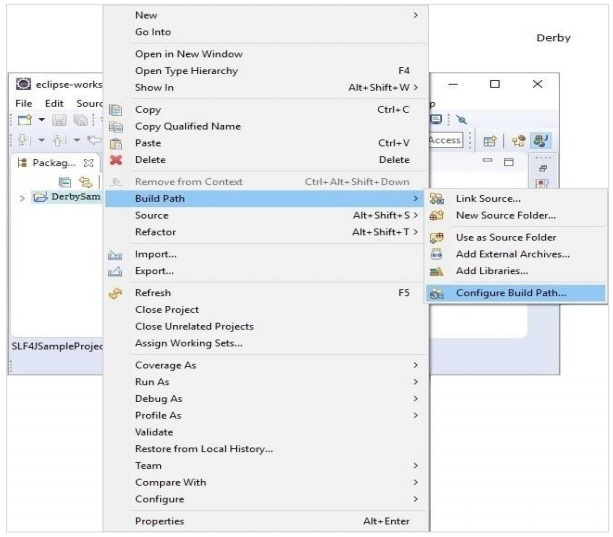 Derby
eclipse-works
File Edit Sourc
Access
Packag...
DerbySam
SLF4JSampleProjec
New
Go Into
Open in New Window
Open Type Hierarchy F4
Show In Alt+Shift+W
Copy Ctrl+C
Copy Qualified Name
Paste Ctrl+V
Delete Delete
Remove from Context Ctrl+Alt+Shift+Down
Build Path
Source Alt+Shift+S
Refactor Alt+Shift+T
Import...
Export...
Refresh F5
Close Project
Close Unrelated Projects
Assign Working Sets...
Coverage As
Run As
Debug As
Profile As
Validate
Restore from Local History...
Team
Compare With
Configure
Properties Alt+Enter
Link Source...
New Source Folder...
Use as Source Folder
Add External Archives...
Add Libraries...
Configure Build Path...